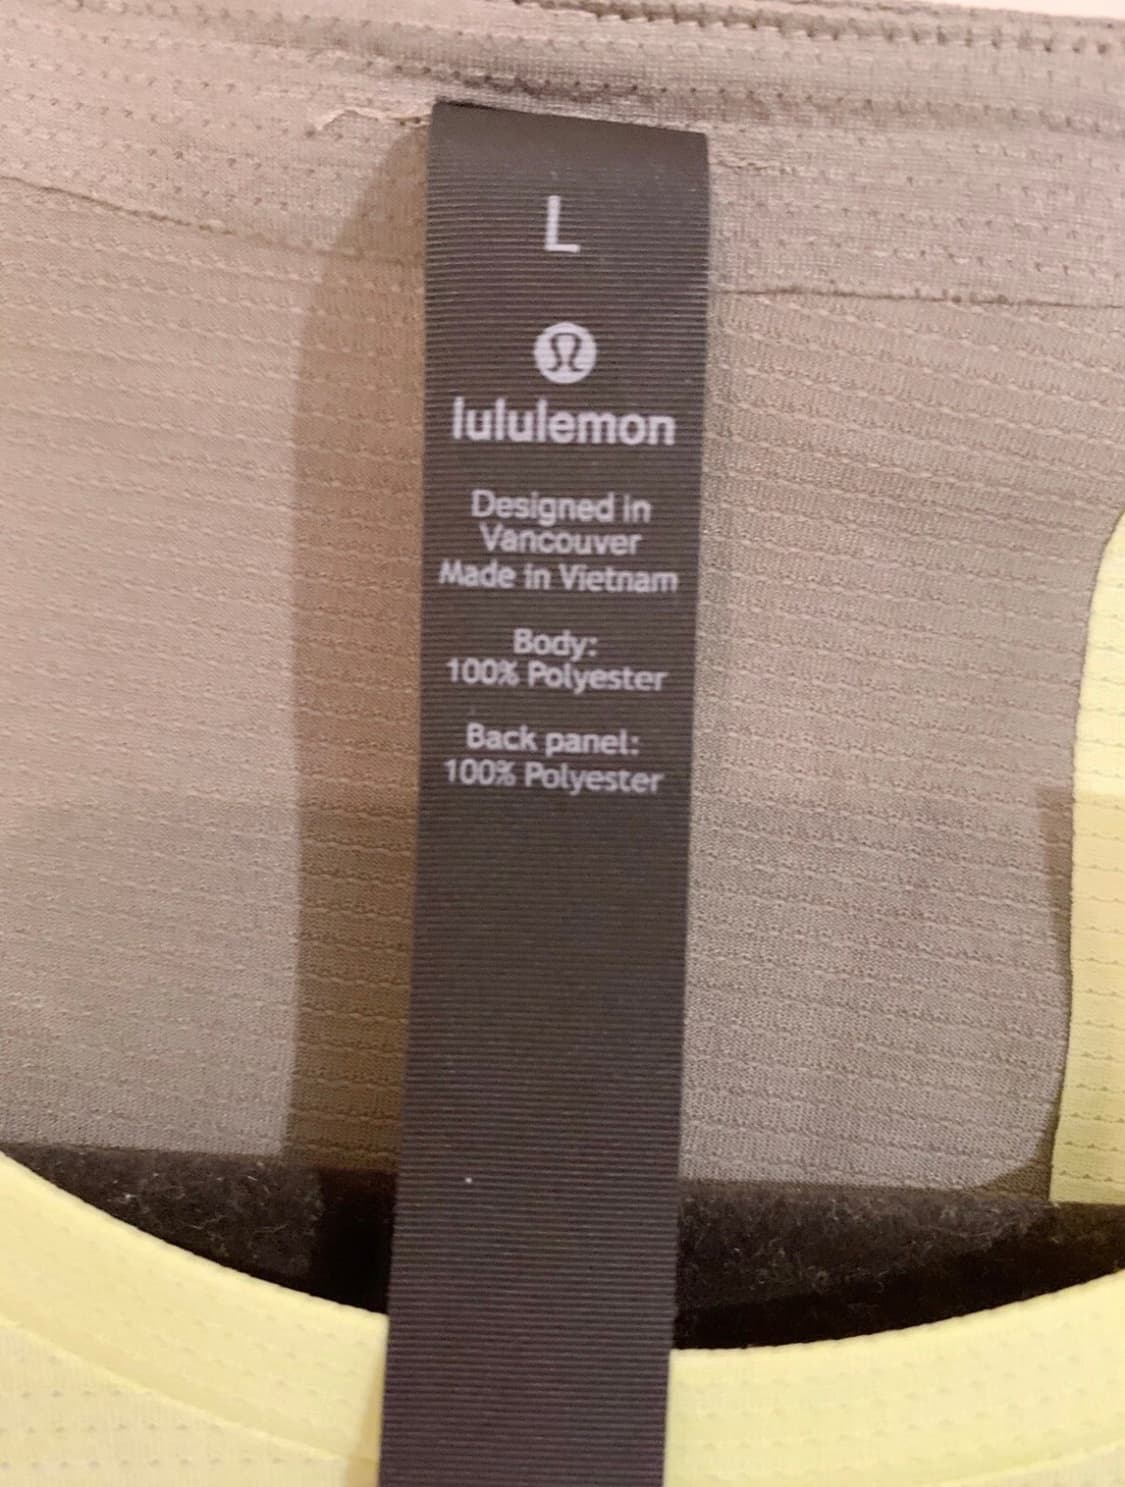 L
lululemon
Designed in
Vancouver
Made in Vietnam
Body:
100% Polyester
Back panel:
100% Polyester